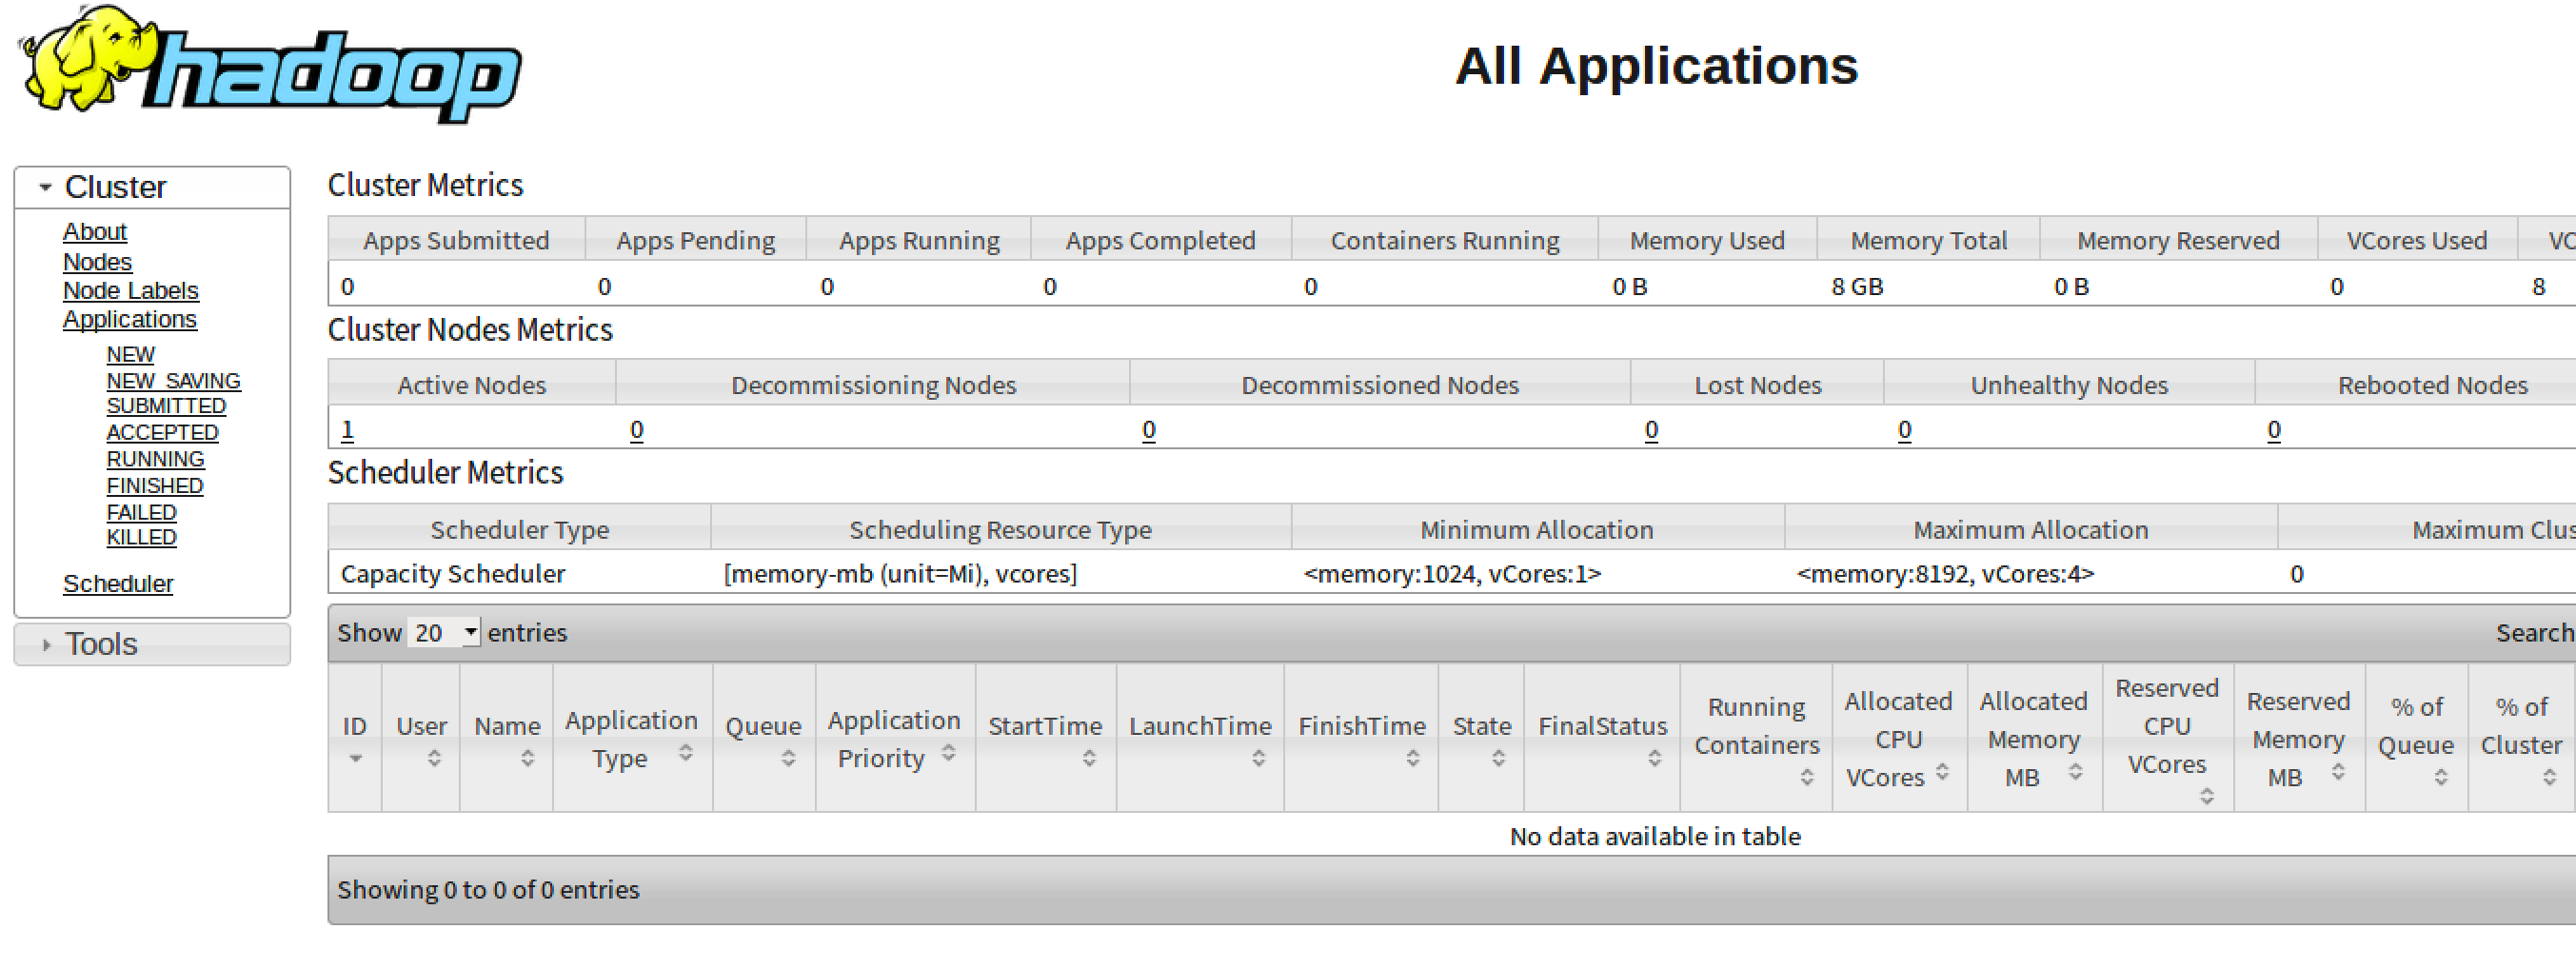 hadoop
All Applications
Cluster
About
Nodes
Node Labels
Applications
NEW
NEW_SAVING
SUBMITTED
ACCEPTED
RUNNING
FINISHED
FAILED
KILLED
Scheduler
Tools
Cluster Metrics
Apps Submitted Apps Pending Apps Running Apps Completed Containers Running Memory Used Memory Total Memory Reserved VCores Used VC
0 0 0 0 0 0 B 8 GB 0 B 0 8
Cluster Nodes Metrics
Active Nodes Decommissioning Nodes Decommissioned Nodes Lost Nodes Unhealthy Nodes Rebooted Nodes
1 0 0 0 0 0
Scheduler Metrics
Scheduler Type Scheduling Resource Type Minimum Allocation Maximum Allocation Maximum Clus
Capacity Scheduler [memory-mb (unit=Mi), vcores] <memory:1024, vCores:1> <memory:8192, vCores:4> 0
Show 20 entries Search
ID User Name Application Type Queue Application Priority StartTime LaunchTime FinishTime State FinalStatus Running Containers Allocated CPU VCores Allocated Memory MB Reserved CPU VCores Reserved Memory MB % of Queue % of Cluster
No data available in table
Showing 0 to 0 of 0 entries